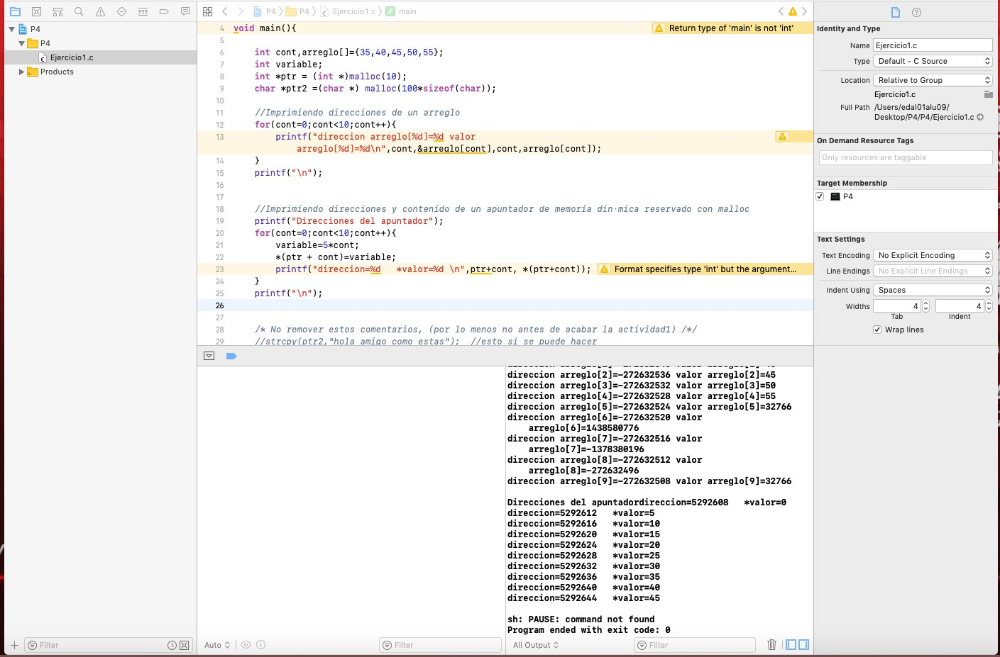 P4
P4
Ejercicio1.c
Products
Filter
P4 〉 P4 〉 Ejercicio1.c 〉 main
4 void main(){
Return type of 'main' is not 'int'
5
6 int cont,arreglo[]={35,40,45,50,55};
7 int variable;
8 int *ptr = (int *)malloc(10);
9 char *ptr2 =(char *) malloc(100*sizeof(char));
10
11 //Imprimiendo direcciones de un arreglo
12 for(cont=0;cont<10;cont++){
13 printf("direccion arreglo[%d]=%d valor
arreglo[%d]=%d\n",cont,&arreglo[cont],cont,arreglo[cont]);
14 }
15 printf("\n");
16
17
18 //Imprimiendo direcciones y contenido de un apuntador de memoria din·mica reservado con malloc
19 printf("Direcciones del apuntador");
20 for(cont=0;cont<10;cont++){
21 variable=5*cont;
22 *(ptr + cont)=variable;
23 printf("direccion=%d   *valor=%d \n",ptr+cont, *(ptr+cont));
Format specifies type 'int' but the argument...
24 }
25 printf("\n");
26
27
28 /* No remover estos comentarios, (por lo menos no antes de acabar la actividad1) /*/
29 //strcpy(ptr2,"hola amigo como estas");  //esto si se puede hacer
direccion arreglo[2]=-272632536 valor arreglo[2]=45
direccion arreglo[3]=-272632532 valor arreglo[3]=50
direccion arreglo[4]=-272632528 valor arreglo[4]=55
direccion arreglo[5]=-272632524 valor arreglo[5]=32766
direccion arreglo[6]=-272632520 valor
arreglo[6]=1438580776
direccion arreglo[7]=-272632516 valor
arreglo[7]=-1378380196
direccion arreglo[8]=-272632512 valor
arreglo[8]=-272632496
direccion arreglo[9]=-272632508 valor arreglo[9]=32766
Direcciones del apuntadordireccion=5292608   *valor=0
direccion=5292612   *valor=5
direccion=5292616   *valor=10
direccion=5292620   *valor=15
direccion=5292624   *valor=20
direccion=5292628   *valor=25
direccion=5292632   *valor=30
direccion=5292636   *valor=35
direccion=5292640   *valor=40
direccion=5292644   *valor=45
sh: PAUSE: command not found
Program ended with exit code: 0
Auto
Filter
All Output
Filter
Identity and Type
Name Ejercicio1.c
Type Default - C Source
Location Relative to Group
Ejercicio1.c
Full Path /Users/edal01alu09/
Desktop/P4/P4/Ejercicio1.c
On Demand Resource Tags
Only resources are taggable
Target Membership
P4
Text Settings
Text Encoding No Explicit Encoding
Line Endings No Explicit Line Endings
Indent Using Spaces
Widths 4 4
Tab Indent
Wrap lines